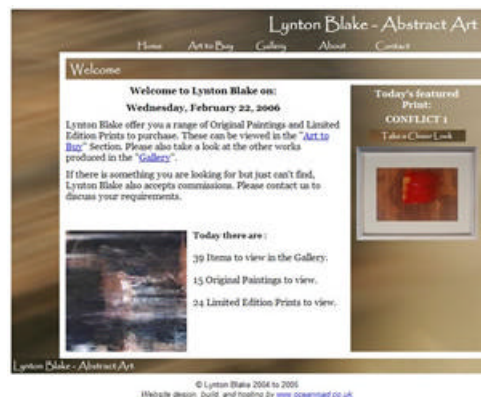 Lynton Blake - Abstract Art
Home Art to Buy Gallery About Contact
Welcome
Welcome to Lynton Blake on:
Wednesday, February 22, 2006
Lynton Blake offer you a range of Original Paintings and Limited
Edition Prints to purchase. These can be viewed in the "Art to
Buy" Section. Please also take a look at the other works
produced in the "Gallery".
If there is something you are looking for but just can't find,
Lynton Blake also accepts commissions. Please contact us to
discuss your requirements.
Today there are :
39 Items to view in the Gallery.
15 Original Paintings to view.
24 Limited Edition Prints to view.
Today's featured
Print:
CONFLICT 1
Take a Closer Look
Lynton Blake - Abstract Art
© Lynton Blake 2004 to 2005
Website design, build, and hosting by